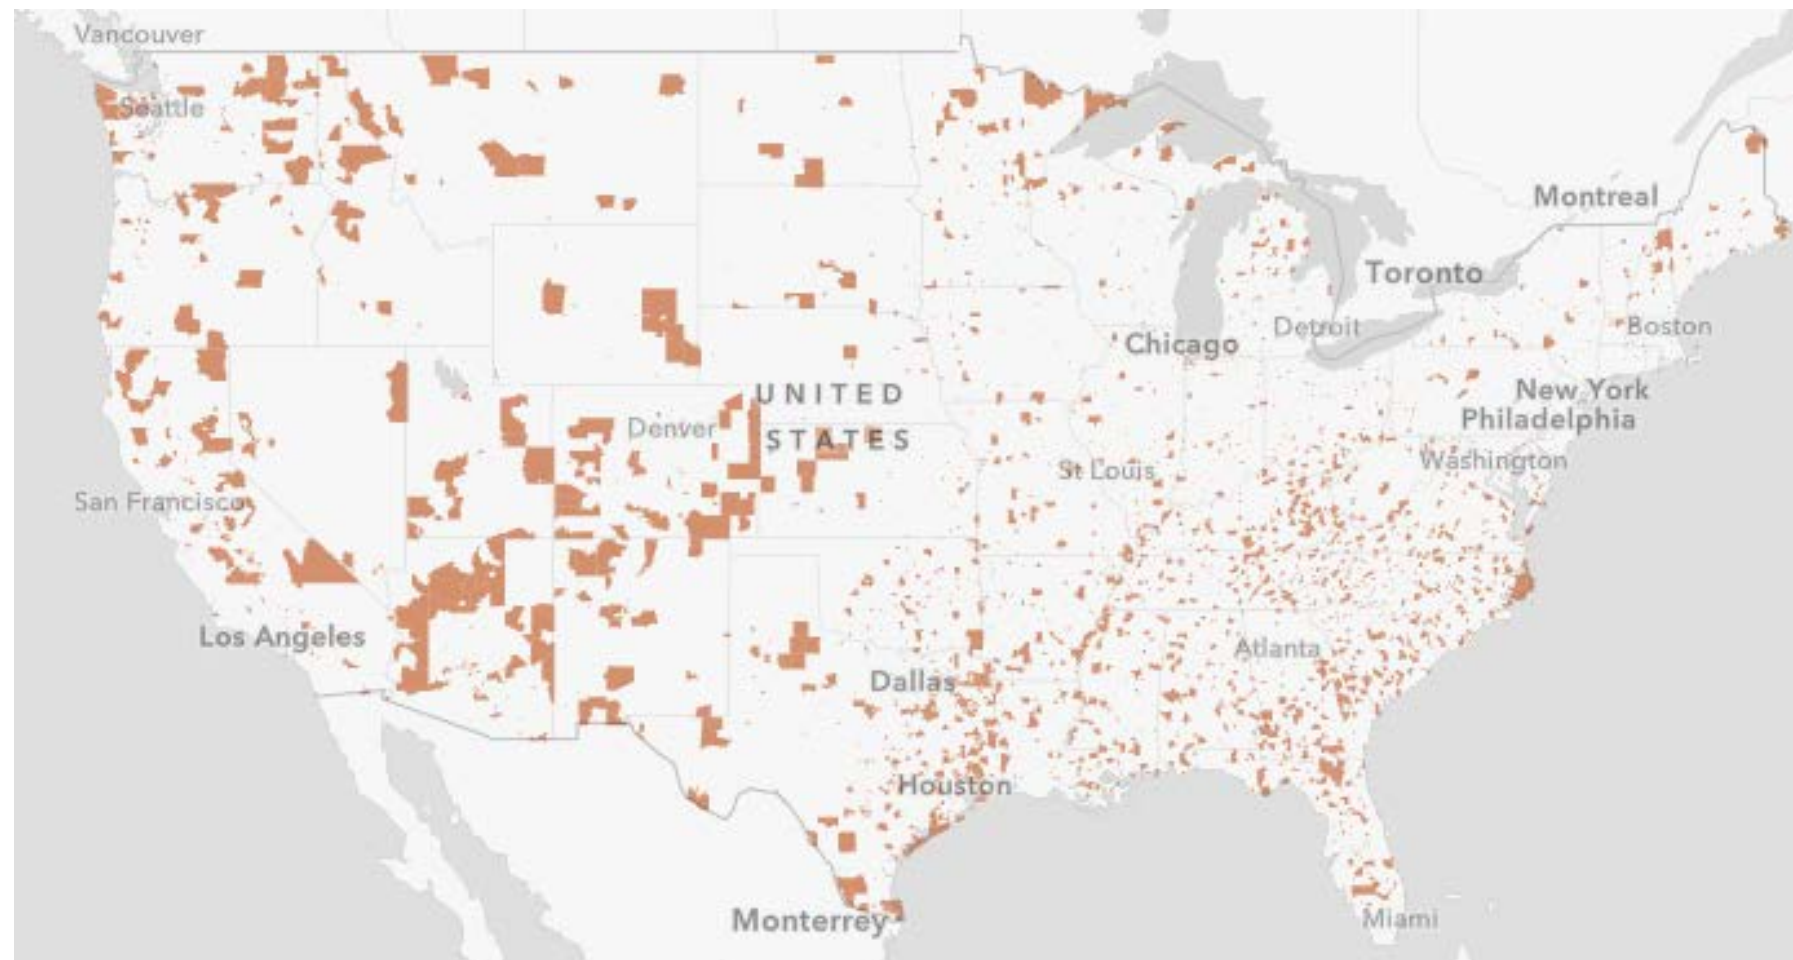 Vancouver
Seattle
Montreal
Toronto
Boston
Detroit
Chicago
New York
UNITED
Philadelphia
Denver
STATES
Washington
St Louis
San Francisco
Los Angeles
Atlanta
Dallas
Houston
Monterrey
Miami